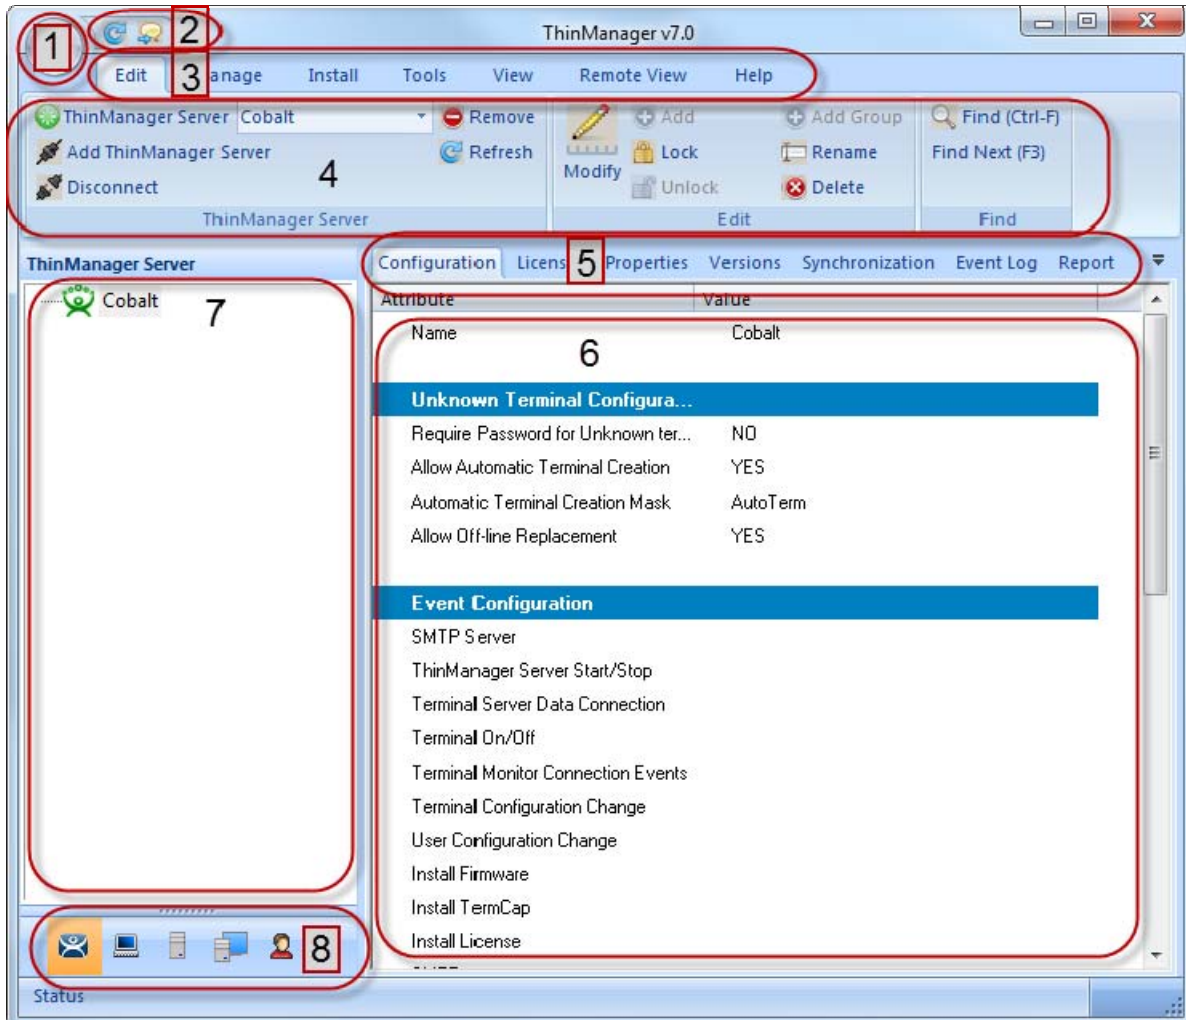 1
2
ThinManager v7.0
Edit 3 anage Install Tools View Remote View Help
ThinManager Server Cobalt Remove Add Add Group Find (Ctrl-F)
Add ThinManager Server Refresh Modify Lock Rename Find Next (F3)
Disconnect 4 Unlock Delete
ThinManager Server Edit Find
ThinManager Server
Configuration Licens 5 Properties Versions Synchronization Event Log Report
Cobalt
7
Attribute Value
Name Cobalt
6
Unknown Terminal Configura...
Require Password for Unknown ter... NO
Allow Automatic Terminal Creation YES
Automatic Terminal Creation Mask AutoTerm
Allow Off-line Replacement YES
Event Configuration
SMTP Server
ThinManager Server Start/Stop
Terminal Server Data Connection
Terminal On/Off
Terminal Monitor Connection Events
Terminal Configuration Change
User Configuration Change
Install Firmware
Install TermCap
Install License
8
Status